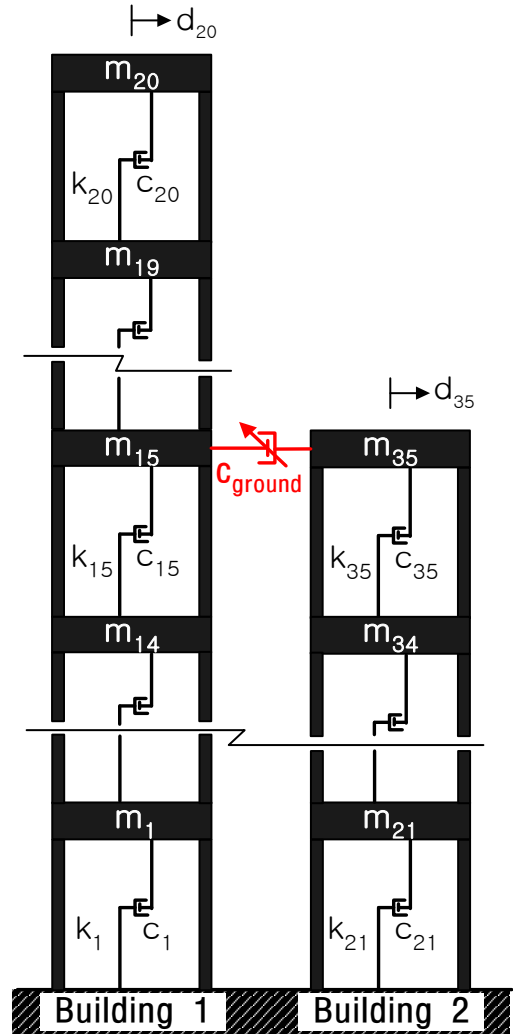 d₂₀
m₂₀
k₂₀ c₂₀
m₁₉
d₃₅
m₁₅ m₃₅
c_ground
k₁₅ c₁₅ k₃₅ c₃₅
m₁₄ m₃₄
m₁ m₂₁
k₁ c₁ k₂₁ c₂₁
Building 1 Building 2